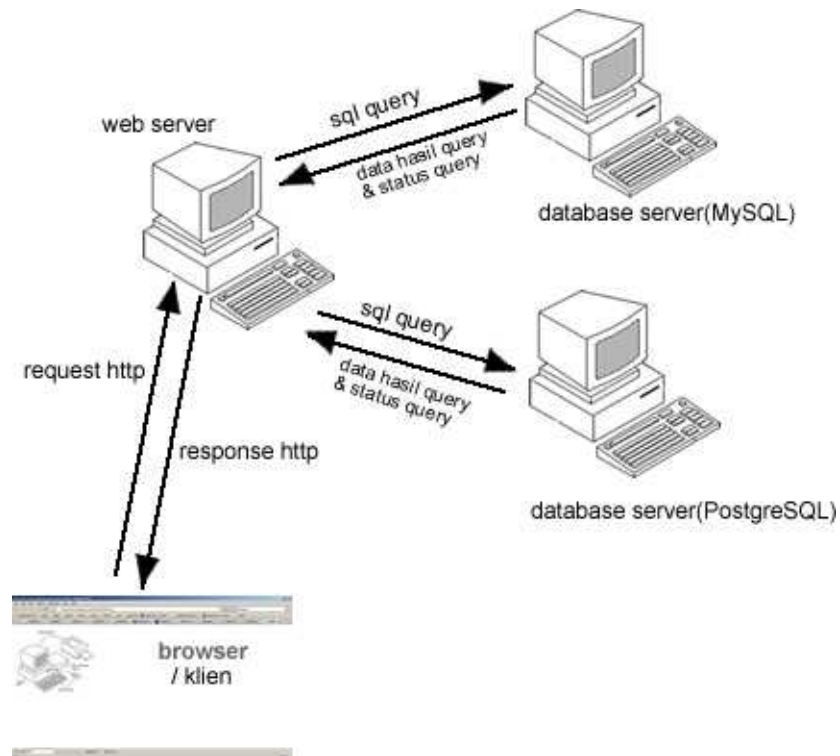 web server
sql query
data hasil query
& status query
database server(MySQL)
sql query
data hasil query
& status query
database server(PostgreSQL)
request http
response http
browser
/ klien